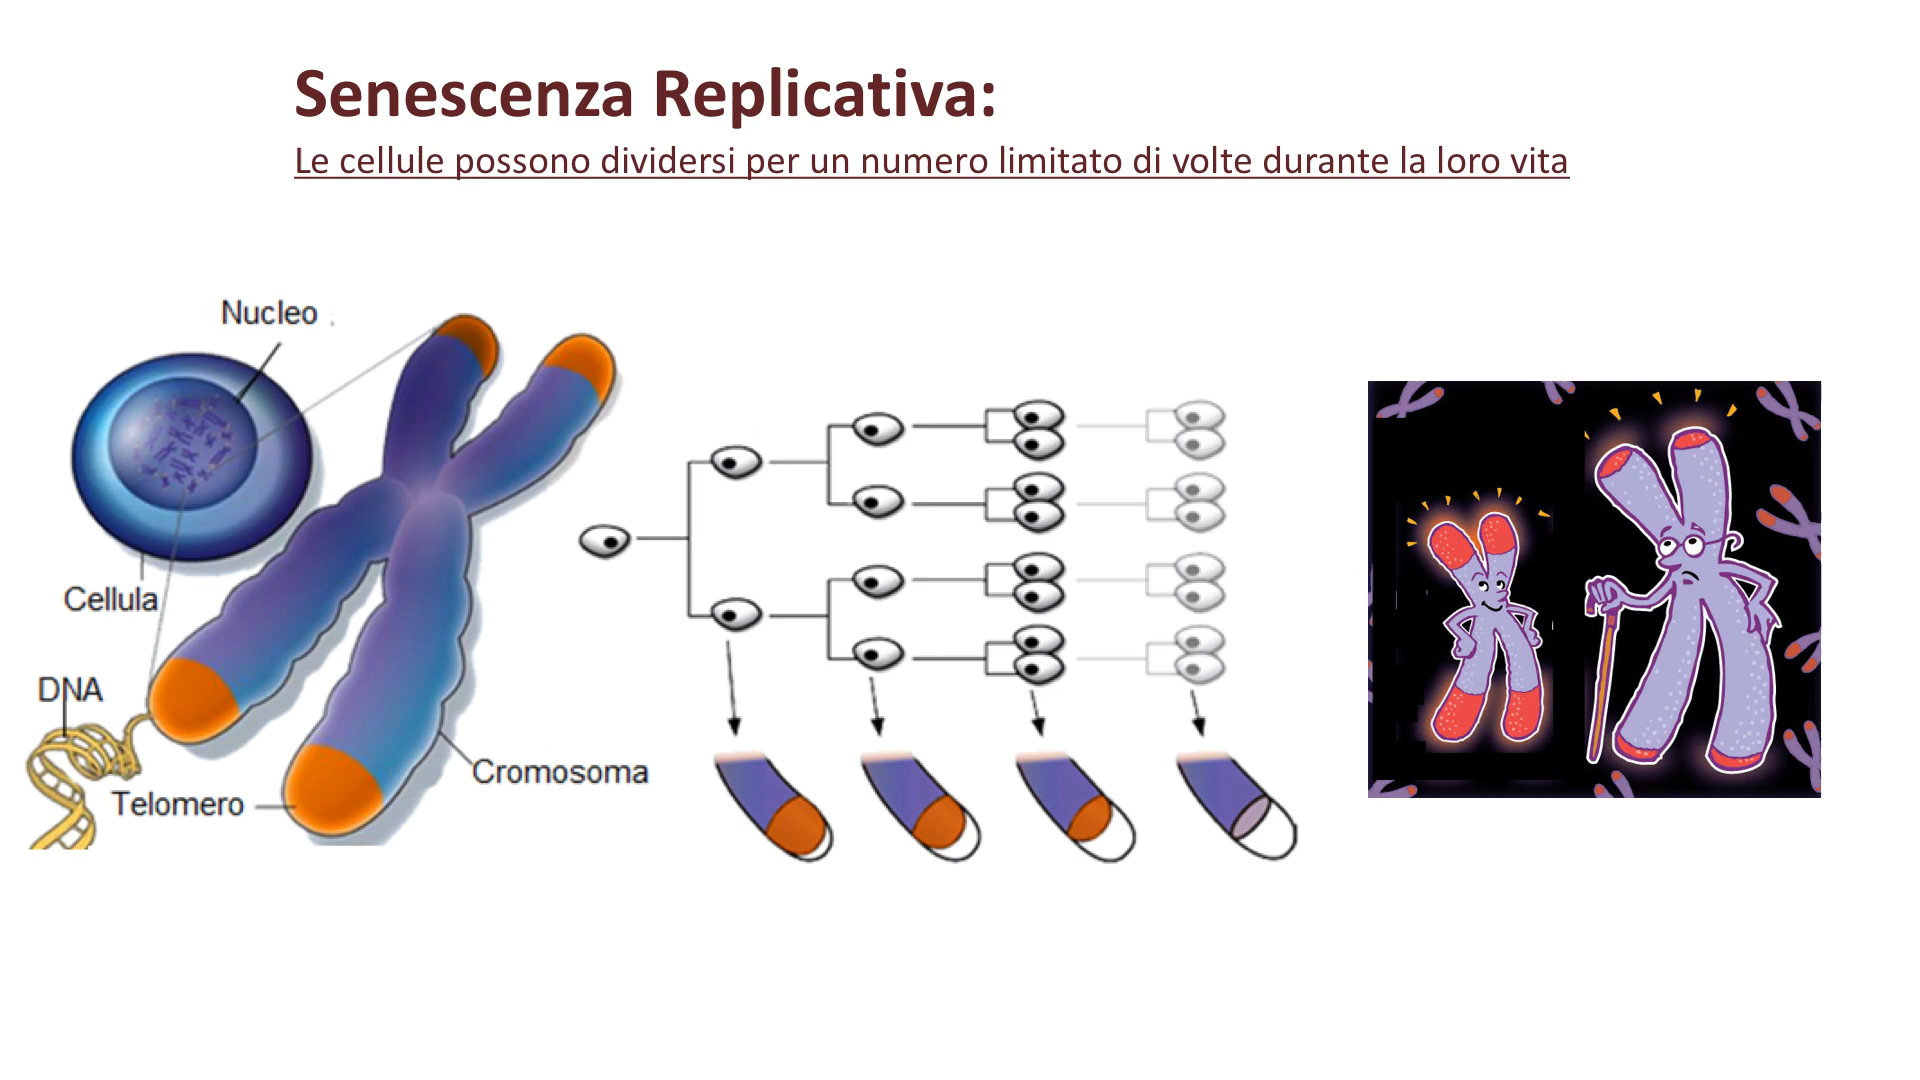 Senescenza Replicativa:
Le cellule possono dividersi per un numero limitato di volte durante la loro vita
Nucleo
Cellula
DNA
Cromosoma
Telomero